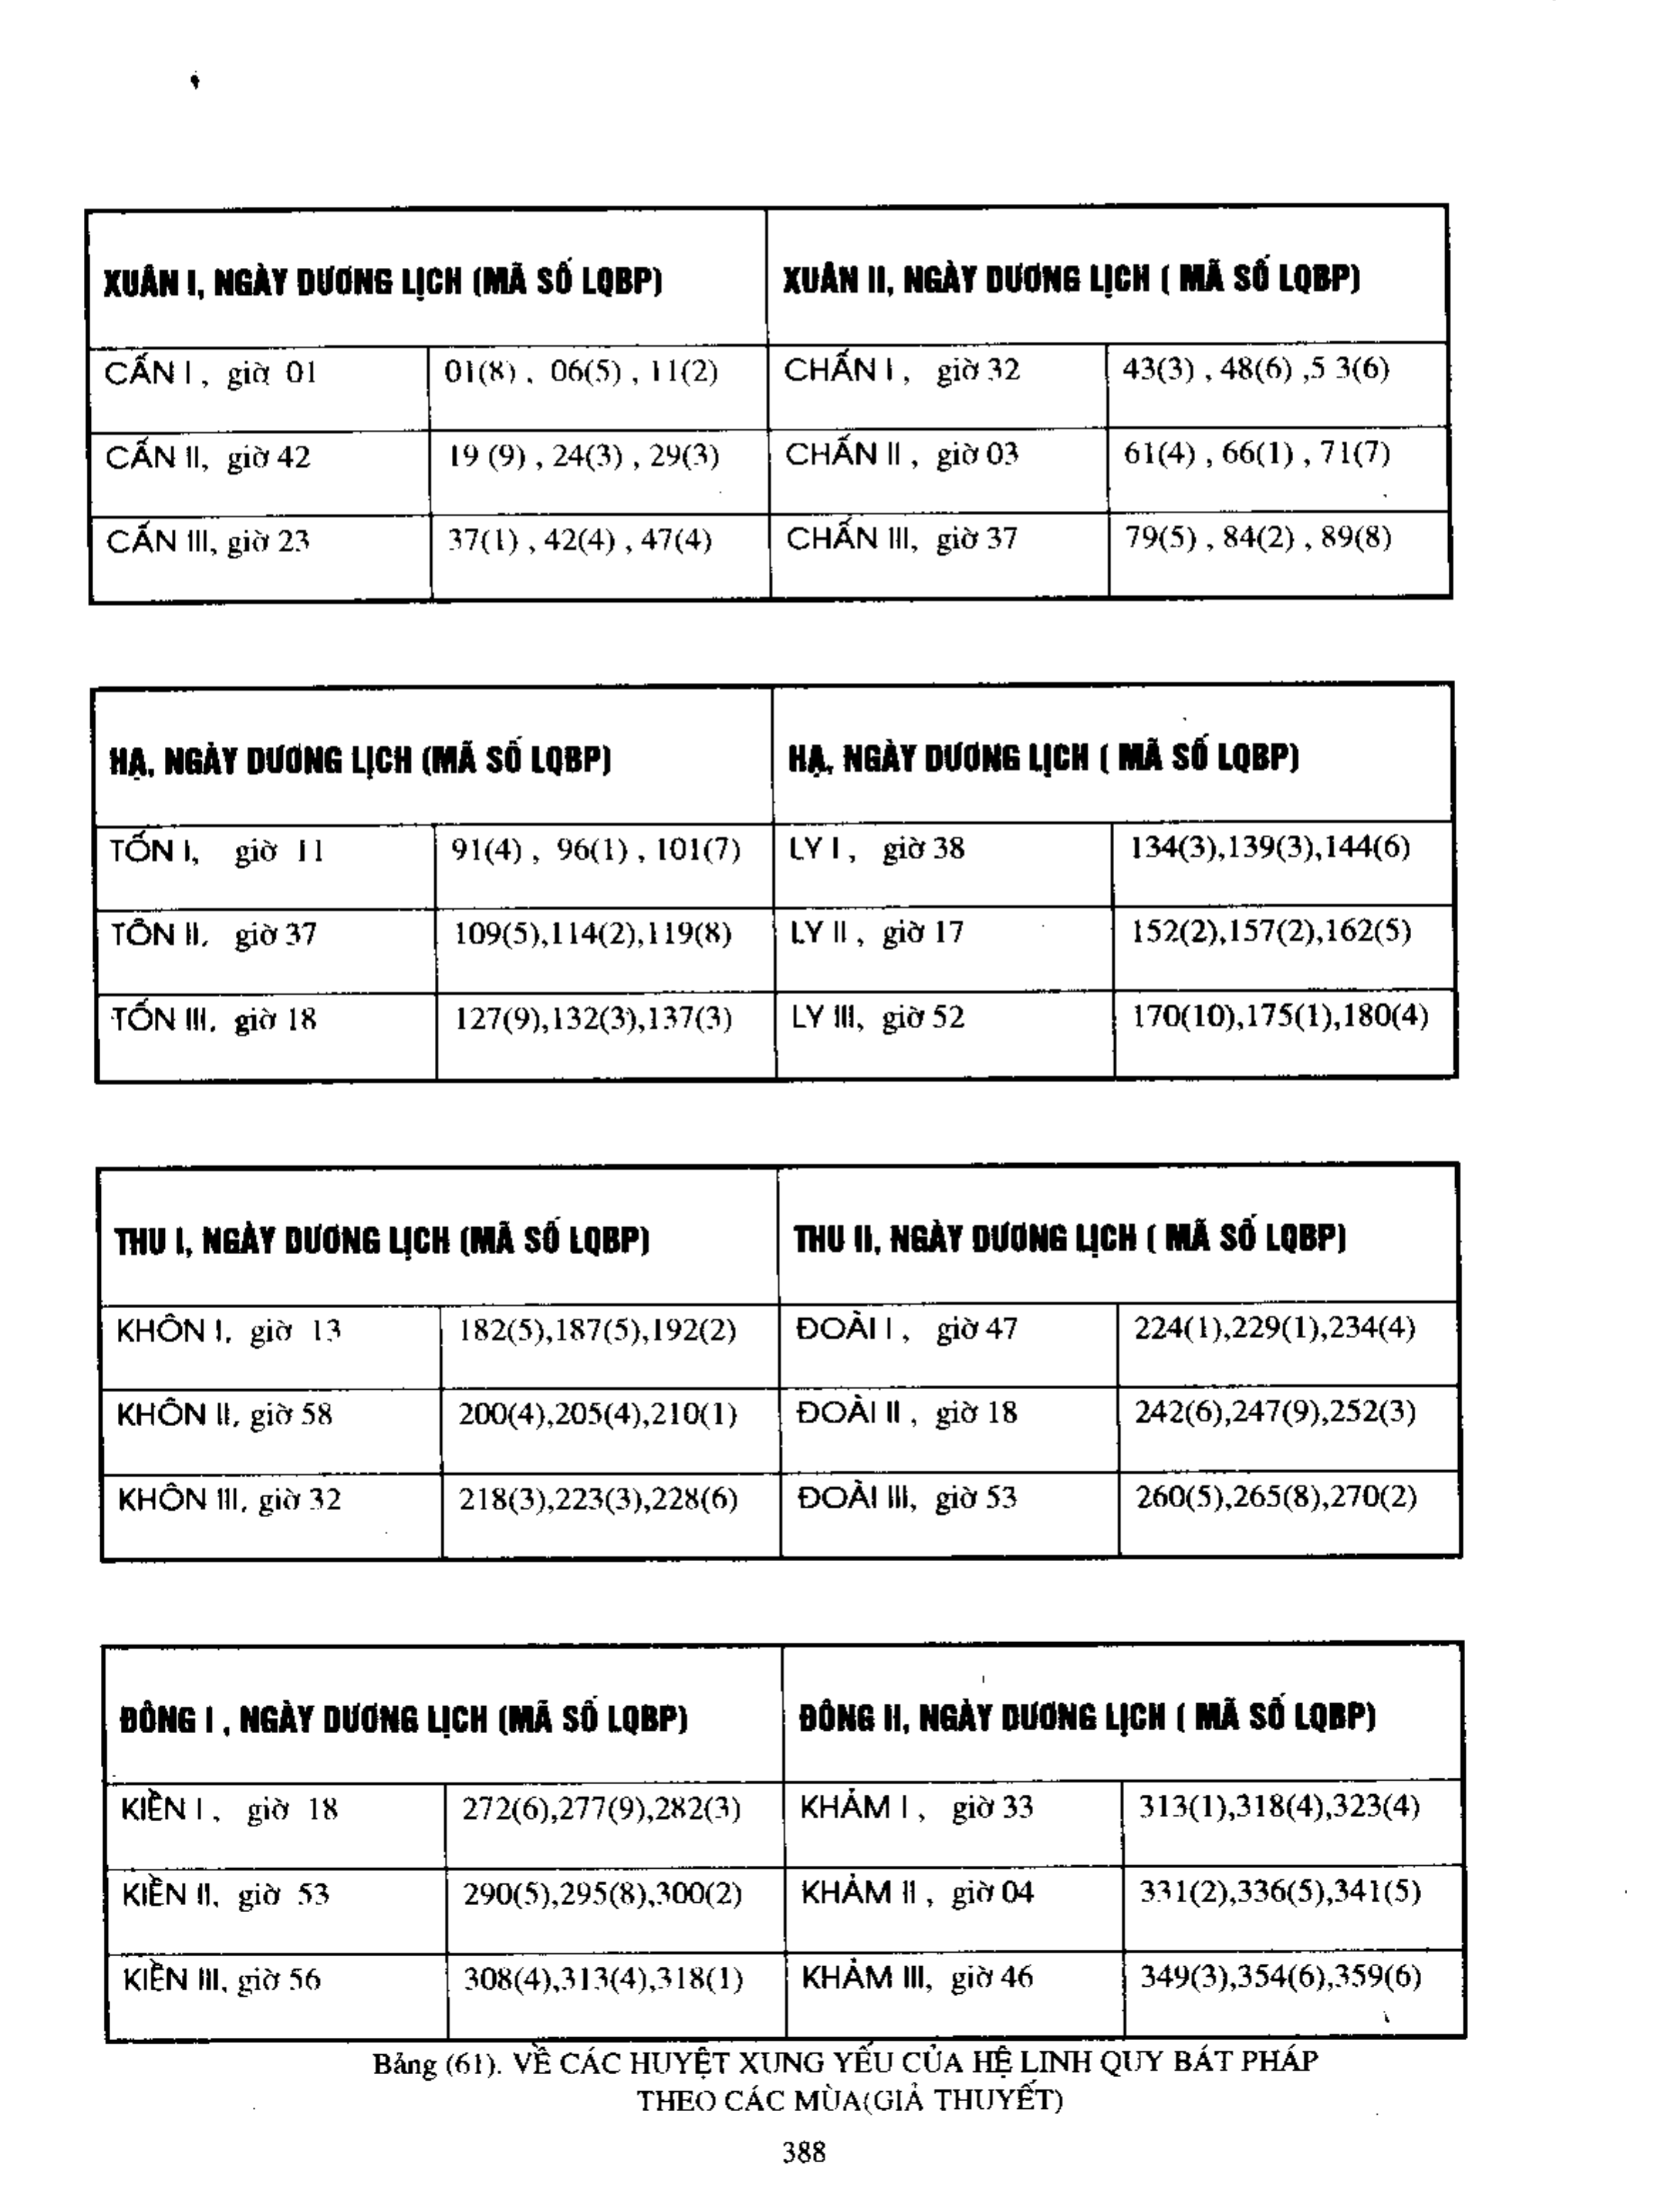 XUÂN I, NGÀY DƯƠNG LỊCH (MÃ SỐ LQBP) XUÂN II, NGÀY DƯƠNG LỊCH ( MÃ SỐ LQBP)
CẤN I , giờ 01 01(8) , 06(5) , 11(2) CHẤN I , giờ 32 43(3) , 48(6) ,5 3(6)
CẤN II, giờ 42 19 (9) , 24(3) , 29(3) CHẤN II , giờ 03 61(4) , 66(1) , 71(7)
CẤN III, giờ 23 37(1) , 42(4) , 47(4) CHẤN III, giờ 37 79(5) , 84(2) , 89(8)
HẠ, NGÀY DƯƠNG LỊCH (MÃ SỐ LQBP) HẠ, NGÀY DƯƠNG LỊCH ( MÃ SỐ LQBP)
TỐN I, giờ 11 91(4) , 96(1) , 101(7) LY I , giờ 38 134(3),139(3),144(6)
TÔN II, giờ 37 109(5),114(2),119(8) LY II , giờ 17 152(2),157(2),162(5)
TỐN III, giờ 18 127(9),132(3),137(3) LY III, giờ 52 170(10),175(1),180(4)
THU I, NGÀY DƯƠNG LỊCH (MÃ SỐ LQBP) THU II, NGÀY DƯƠNG LỊCH ( MÃ SỐ LQBP)
KHÔN I, giờ 13 182(5),187(5),192(2) ĐOÀI I , giờ 47 224(1),229(1),234(4)
KHÔN II, giờ 58 200(4),205(4),210(1) ĐOÀI II , giờ 18 242(6),247(9),252(3)
KHÔN III, giờ 32 218(3),223(3),228(6) ĐOÀI III, giờ 53 260(5),265(8),270(2)
ĐÔNG I , NGÀY DƯƠNG LỊCH (MÃ SỐ LQBP) ĐÔNG II, NGÀY DƯƠNG LỊCH ( MÃ SỐ LQBP)
KIỀN I , giờ 18 272(6),277(9),282(3) KHẢM I , giờ 33 313(1),318(4),323(4)
KIỀN II, giờ 53 290(5),295(8),300(2) KHẢM II , giờ 04 331(2),336(5),341(5)
KIỀN III, giờ 56 308(4),313(4),318(1) KHẢM III, giờ 46 349(3),354(6),359(6)
Bảng (61). VỀ CÁC HUYỆT XUNG YẾU CỦA HỆ LINH QUY BÁT PHÁP
THEO CÁC MÙA(GIẢ THUYẾT)
388